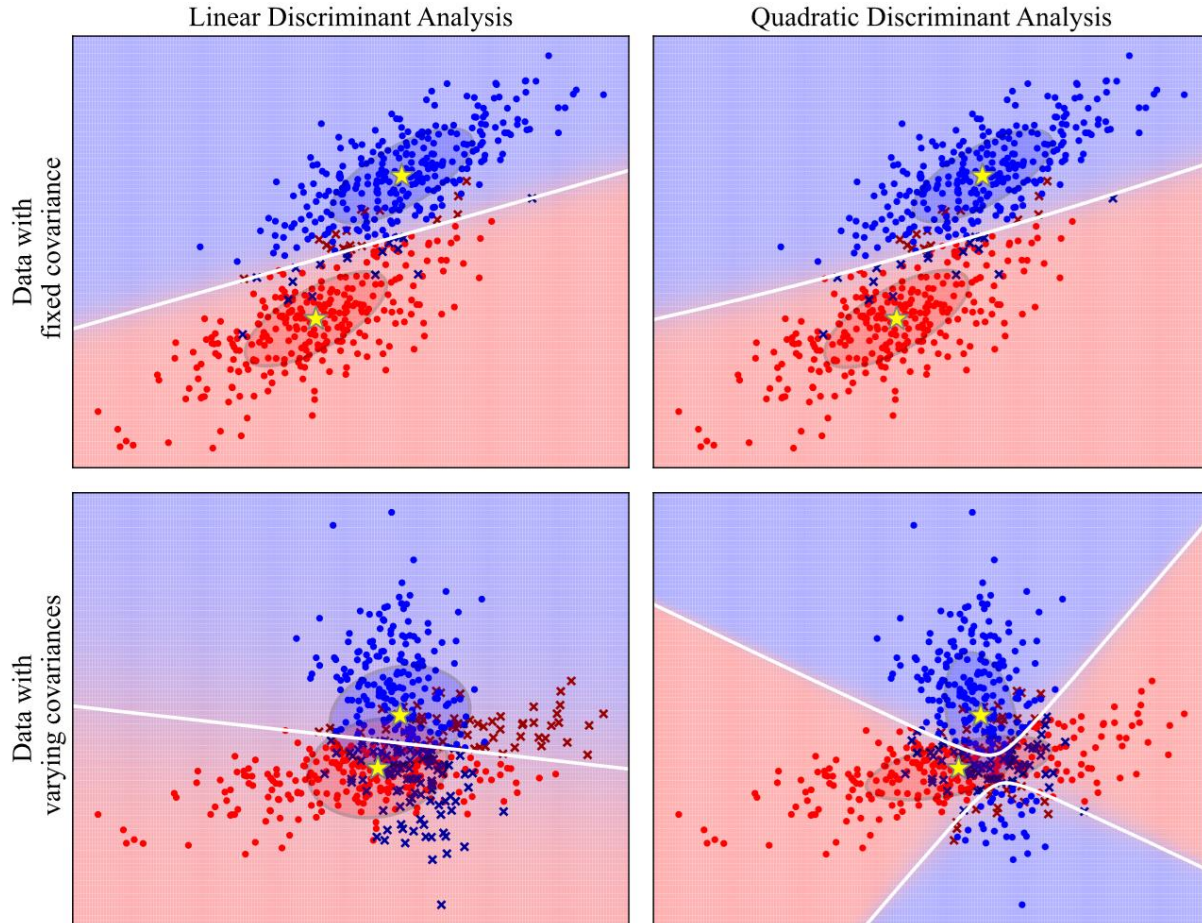 Linear Discriminant Analysis
Quadratic Discriminant Analysis
Data with
fixed covariance
Data with
varying covariances